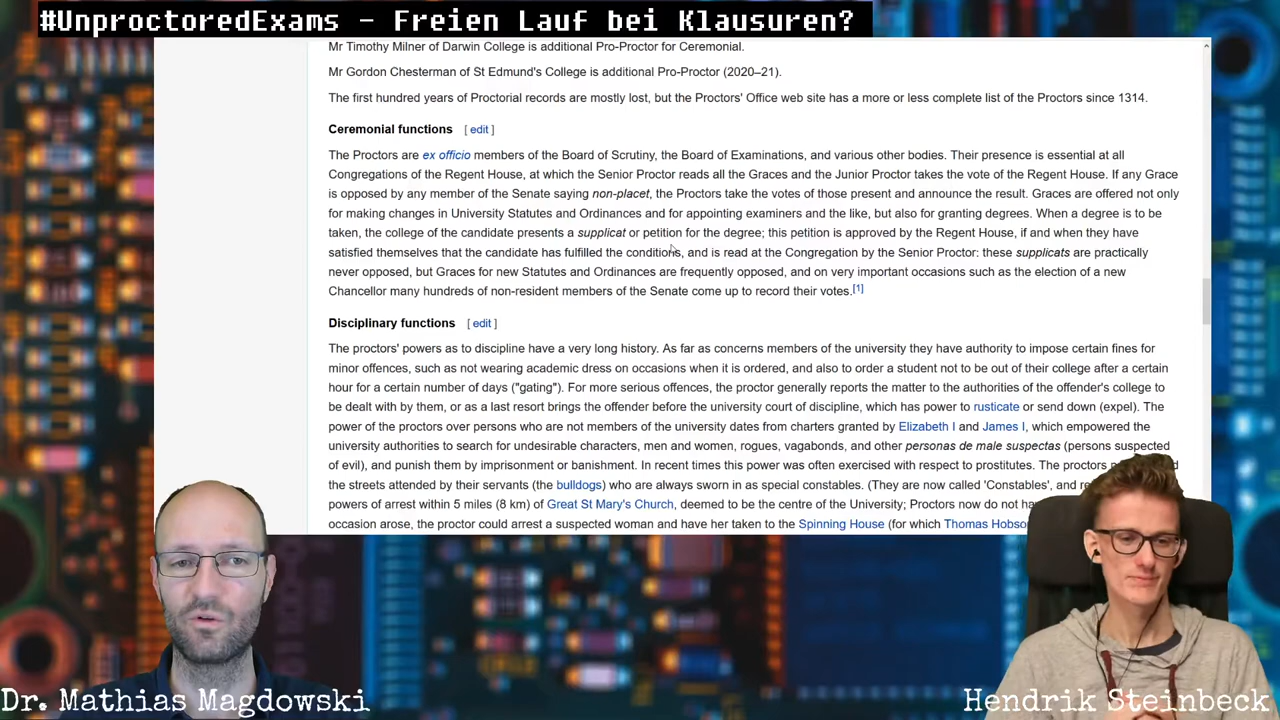 #UnproctoredExams - Freien Lauf bei Klausuren?
Mr Timothy Milner of Darwin College is additional Pro-Proctor for Ceremonial.
Mr Gordon Chesterman of St Edmund's College is additional Pro-Proctor (2020–21).
The first hundred years of Proctorial records are mostly lost, but the Proctors' Office web site has a more or less complete list of the Proctors since 1314.
Ceremonial functions [ edit ]
The Proctors are ex officio members of the Board of Scrutiny, the Board of Examinations, and various other bodies. Their presence is essential at all
Congregations of the Regent House, at which the Senior Proctor reads all the Graces and the Junior Proctor takes the vote of the Regent House. If any Grace
is opposed by any member of the Senate saying non-placet, the Proctors take the votes of those present and announce the result. Graces are offered not only
for making changes in University Statutes and Ordinances and for appointing examiners and the like, but also for granting degrees. When a degree is to be
taken, the college of the candidate presents a supplicat or petition for the degree; this petition is approved by the Regent House, if and when they have
satisfied themselves that the candidate has fulfilled the conditions, and is read at the Congregation by the Senior Proctor: these supplicats are practically
never opposed, but Graces for new Statutes and Ordinances are frequently opposed, and on very important occasions such as the election of a new
Chancellor many hundreds of non-resident members of the Senate come up to record their votes.[1]
Disciplinary functions [ edit ]
The proctors' powers as to discipline have a very long history. As far as concerns members of the university they have authority to impose certain fines for
minor offences, such as not wearing academic dress on occasions when it is ordered, and also to order a student not to be out of their college after a certain
hour for a certain number of days ("gating"). For more serious offences, the proctor generally reports the matter to the authorities of the offender's college to
be dealt with by them, or as a last resort brings the offender before the university court of discipline, which has power to rusticate or send down (expel). The
power of the proctors over persons who are not members of the university dates from charters granted by Elizabeth I and James I, which empowered the
university authorities to search for undesirable characters, men and women, rogues, vagabonds, and other personas de male suspectas (persons suspected
of evil), and punish them by imprisonment or banishment. In recent times this power was often exercised with respect to prostitutes. The proctors
the streets attended by their servants (the bulldogs) who are always sworn in as special constables. (They are now called 'Constables', and
powers of arrest within 5 miles (8 km) of Great St Mary's Church, deemed to be the centre of the University; Proctors now do not
occasion arose, the proctor could arrest a suspected woman and have her taken to the Spinning House (for which Thomas
Dr. Mathias Magdowski
Hendrik Steinbeck